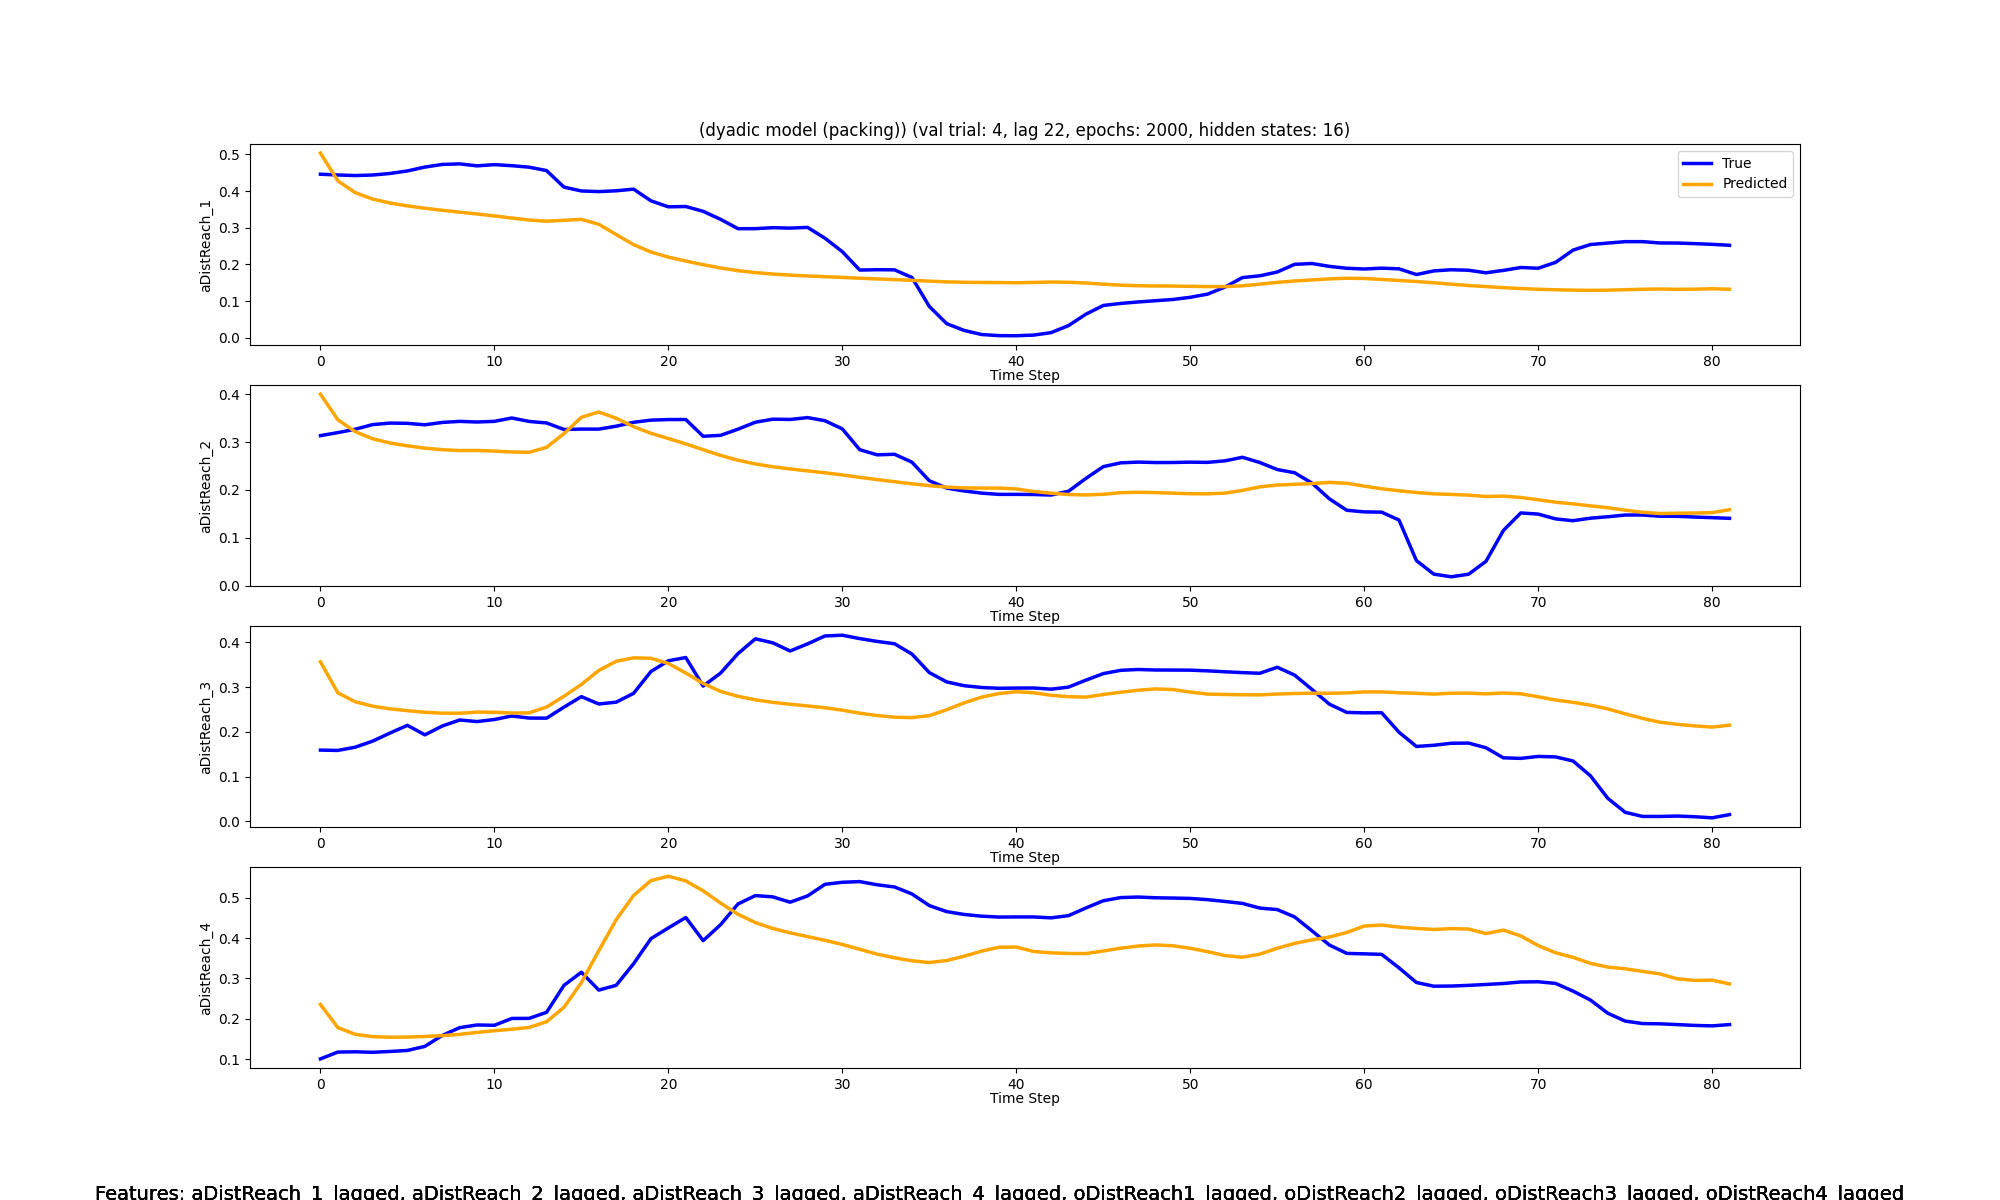 (dyadic model (packing)) (val trial: 4, lag 22, epochs: 2000, hidden states: 16)
True
Predicted
aDistReach_1
0.5
0.4
0.3
0.2
0.1
0.0
0 10 20 30 40 50 60 70 80
Time Step
aDistReach_2
0.4
0.3
0.2
0.1
0.0
0 10 20 30 40 50 60 70 80
Time Step
aDistReach_3
0.4
0.3
0.2
0.1
0.0
0 10 20 30 40 50 60 70 80
Time Step
aDistReach_4
0.5
0.4
0.3
0.2
0.1
0 10 20 30 40 50 60 70 80
Time Step
Features: aDistReach_1_lagged, aDistReach_2_lagged, aDistReach_3_lagged, aDistReach_4_lagged, oDistReach1_lagged, oDistReach2_lagged, oDistReach3_lagged, oDistReach4_lagged